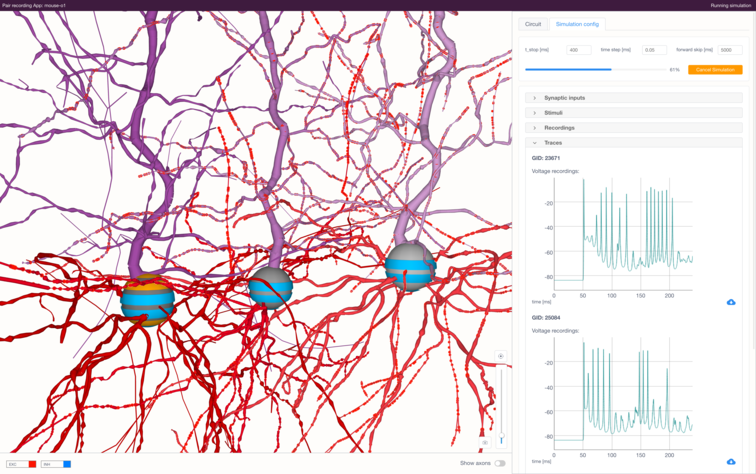 Pair recording App: mouse-o1
Running simulation
Circuit
Simulation config
t_stop [ms]
400
time step [ms]
forward skip [ms]
5000
61%
Cancel Simulation
Synaptic inputs
Stimuli
Recordings
Traces
GID: 23671
Voltage recordings:
-20
-40
-60
-80
0
50
100
150
200
time [ms]
GID: 25084
Voltage recordings:
-20
-40
-60
-80
0
50
100
150
200
time [ms]
EXC
INH
Show axons